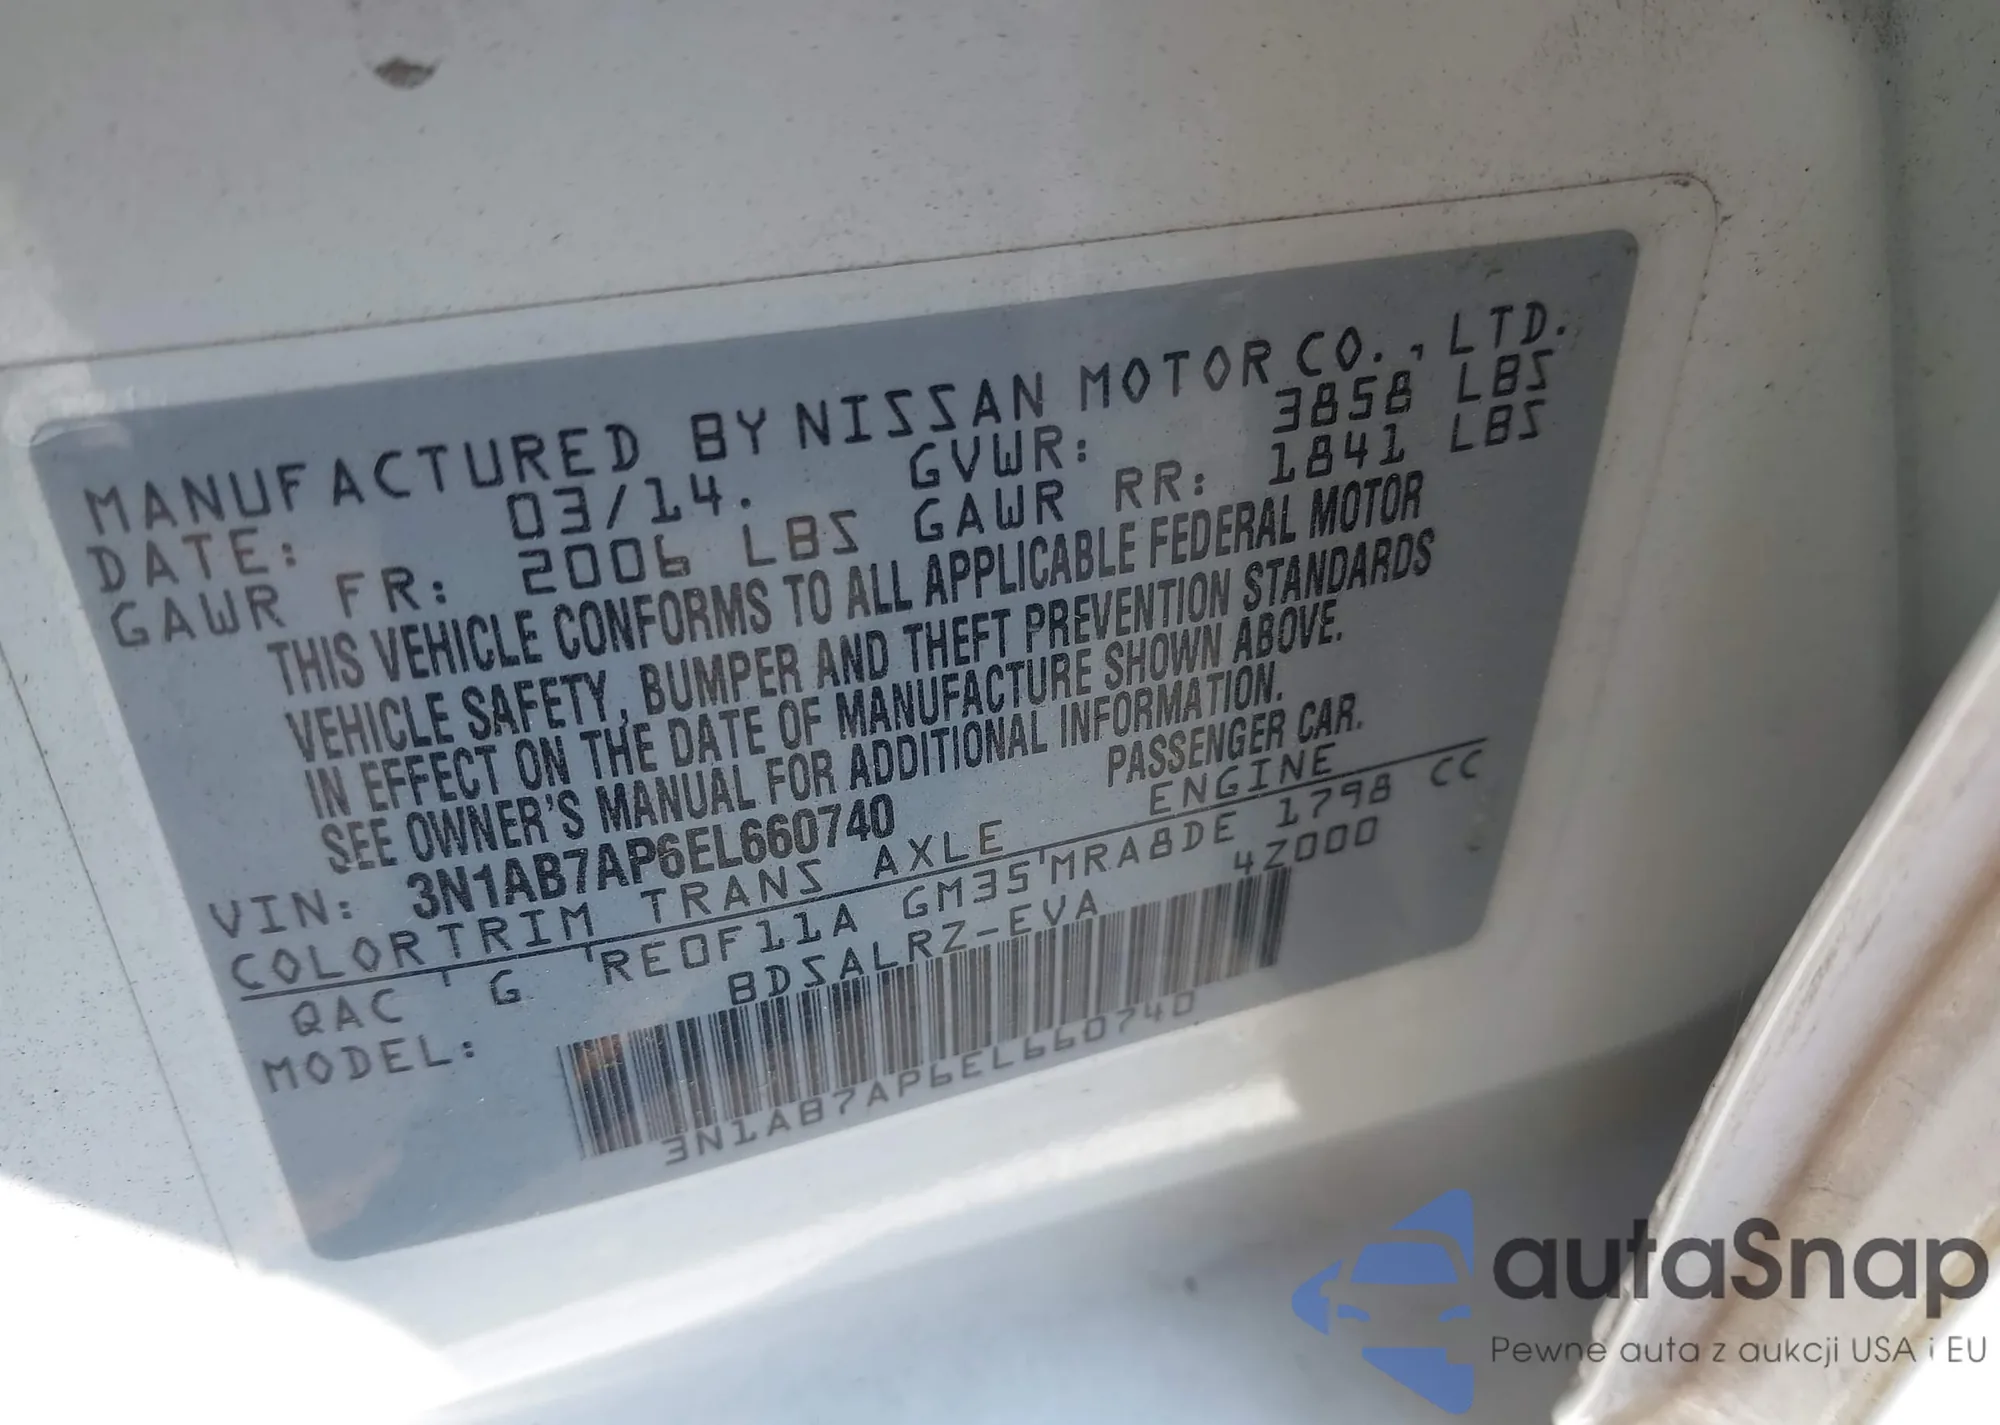 MANUFACTURED BY NISSAN MOTOR CO., LTD.
DATE: 03/14. GVWR: 3858 LBS
GAWR FR: 2006 LBS GAWR RR: 1841 LBS
THIS VEHICLE CONFORMS TO ALL APPLICABLE FEDERAL MOTOR
VEHICLE SAFETY, BUMPER AND THEFT PREVENTION STANDARDS
IN EFFECT ON THE DATE OF MANUFACTURE SHOWN ABOVE.
SEE OWNER'S MANUAL FOR ADDITIONAL INFORMATION.
VIN: 3N1AB7AP6EL660740 PASSENGER CAR.
COLOR TRIM TRANS AXLE ENGINE
QAC G RE0F11A GM35 MRA8DE 1798 CC
MODEL: BDSALRZ-EVA 4Z000
3N1AB7AP6EL660740
autaSnap
Pewne auta z aukcji USA i EU